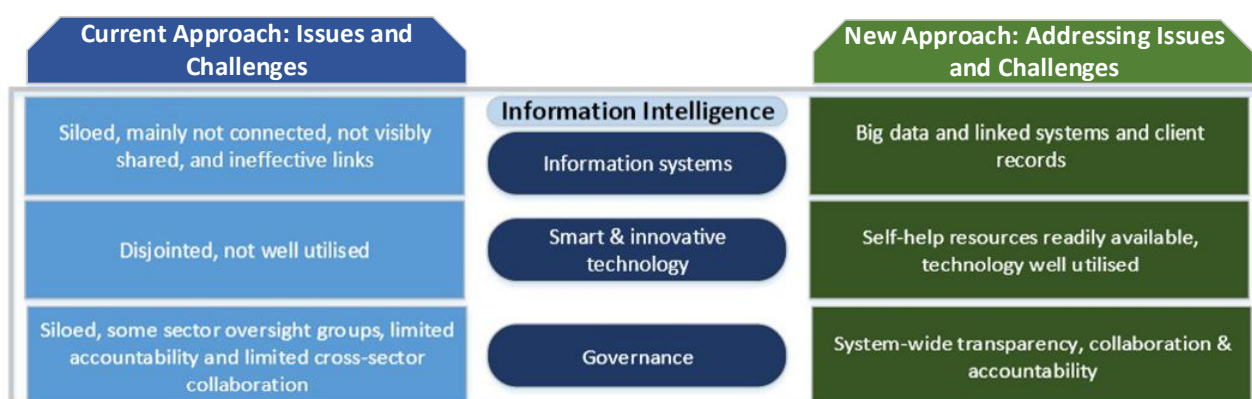 Current Approach: Issues and
Challenges
New Approach: Addressing Issues
and Challenges
Information Intelligence
Siloed, mainly not connected, not visibly
shared, and ineffective links
Information systems
Big data and linked systems and client
records
Disjointed, not well utilised
Smart & innovative
technology
Self-help resources readily available,
technology well utilised
Siloed, some sector oversight groups, limited
accountability and limited cross-sector
collaboration
Governance
System-wide transparency, collaboration &
accountability